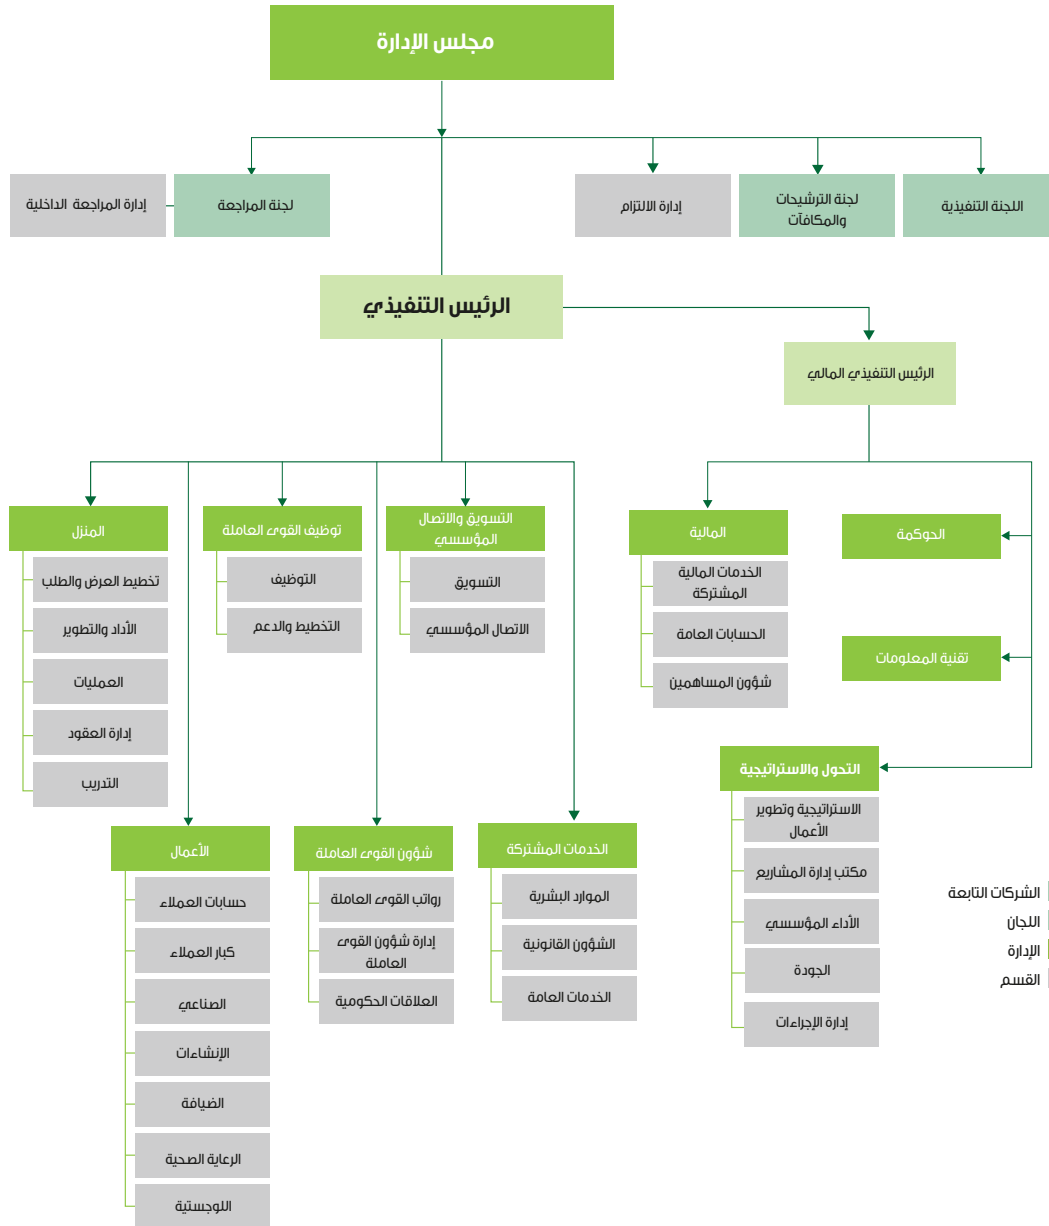 مجلس الإدارة
اللجنة التنفيذية
لجنة الترشيحات
والمكافآت
إدارة الالتزام
لجنة المراجعة
إدارة المراجعة الداخلية
الرئيس التنفيذي
الرئيس التنفيذي المالي
الحوكمة
تقنية المعلومات
المالية
الخدمات المالية
المشتركة
الحسابات العامة
شؤون المساهمين
التحول والاستراتيجية
الاستراتيجية وتطوير
الأعمال
مكتب إدارة المشاريع
الأداء المؤسسي
الجودة
إدارة الإجراءات
التسويق والاتصال
المؤسسي
التسويق
الاتصال المؤسسي
توظيف القوى العاملة
التوظيف
التخطيط والدعم
المنزل
تخطيط العرض والطلب
الأداد والتطوير
العمليات
إدارة العقود
التدريب
الخدمات المشتركة
الموارد البشرية
الشؤون القانونية
الخدمات العامة
شؤون القوى العاملة
رواتب القوى العاملة
إدارة شؤون القوى
العاملة
العلاقات الحكومية
الأعمال
حسابات العملاء
كبار العملاء
الصناعي
الإنشاءات
الضيافة
الرعاية الصحية
اللوجستية
الشركات التابعة
اللجان
الإدارة
القسم